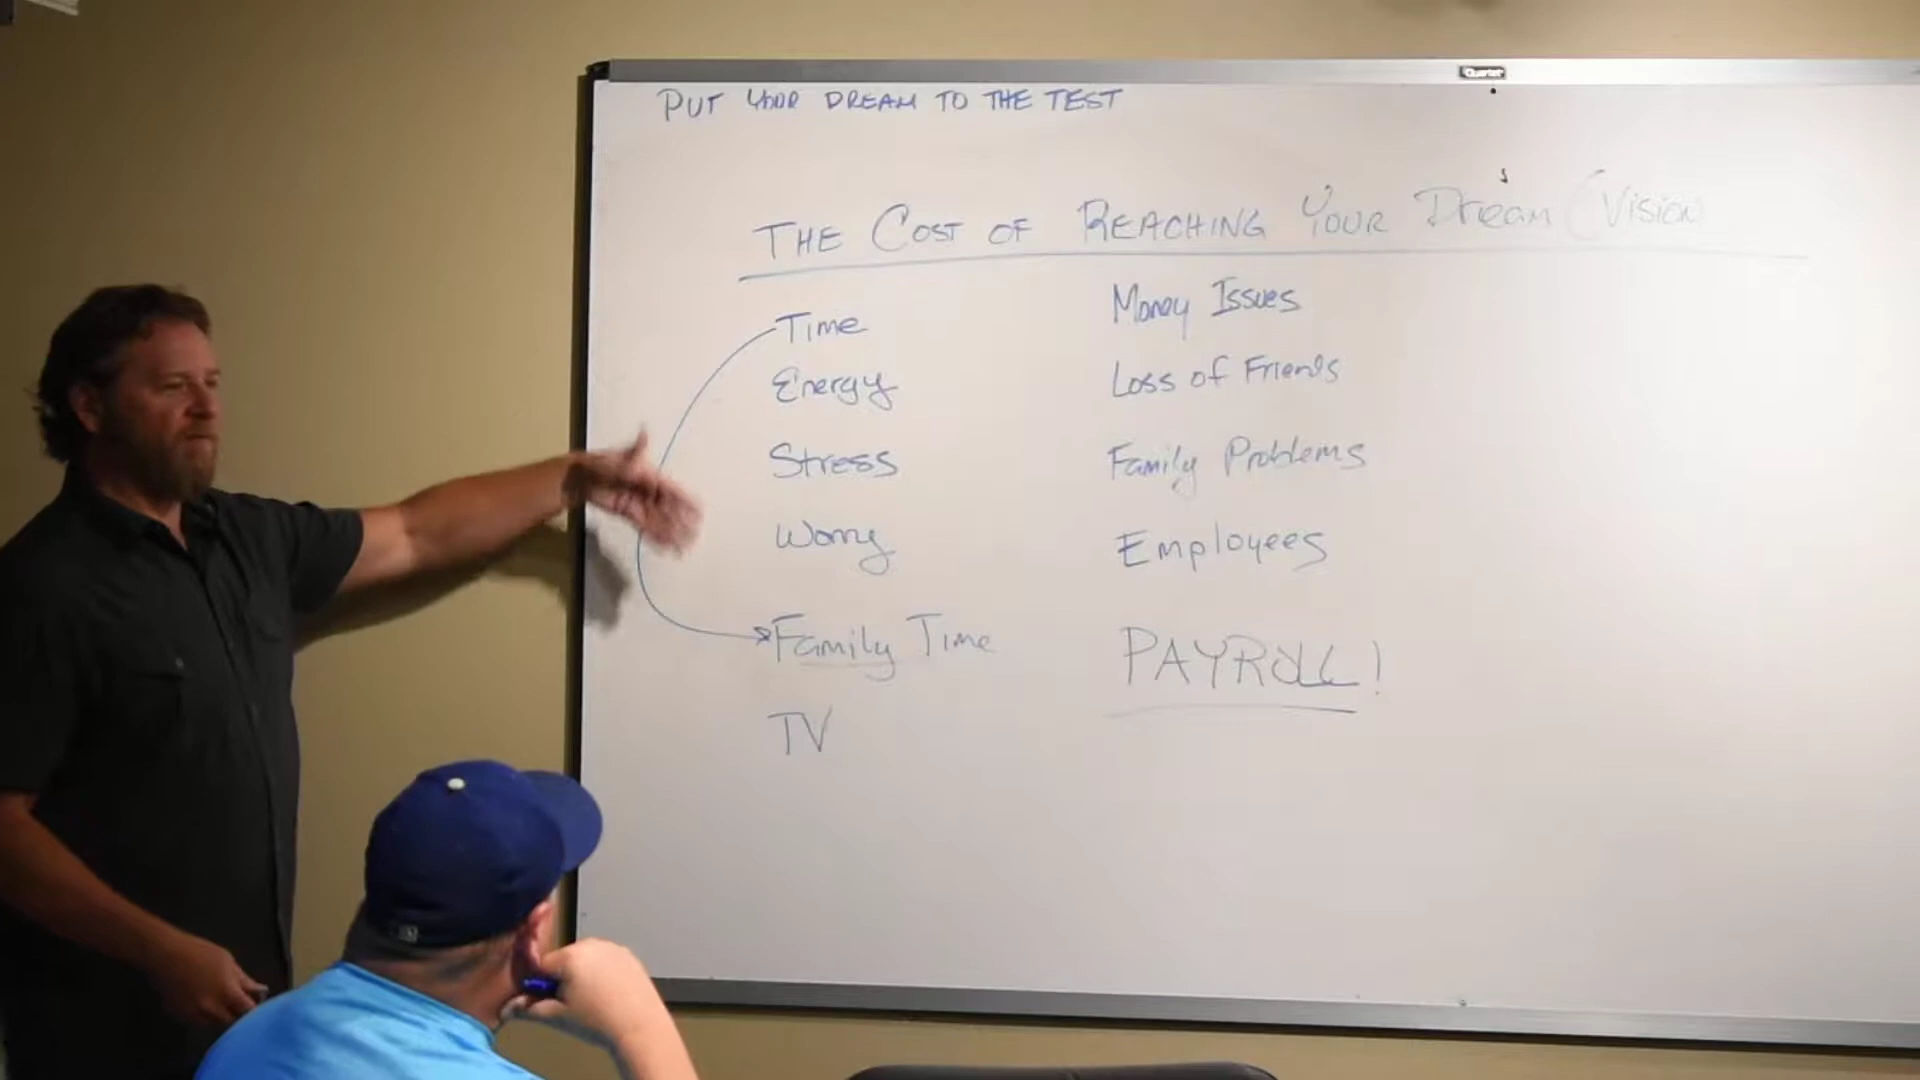 Quartet
PUT YOUR DREAM TO THE TEST
THE COST OF REACHING YOUR Dream (Vision
Time
Energy
Stress
Worry
Family Time
TV
Money Issues
Loss of Friends
Family Problems
Employees
PAYROLL!